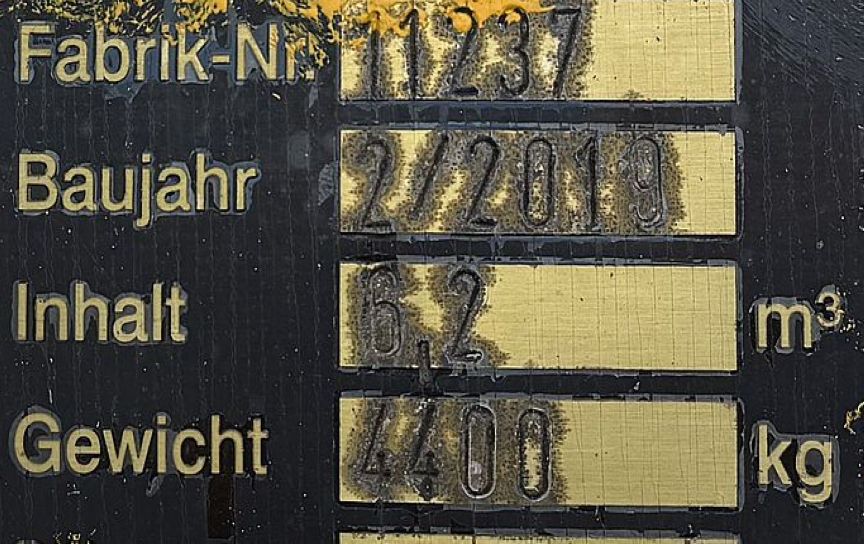 Fabrik-Nr. 11237
Baujahr 2/2019
Inhalt 6,2 m³
Gewicht 4400 kg